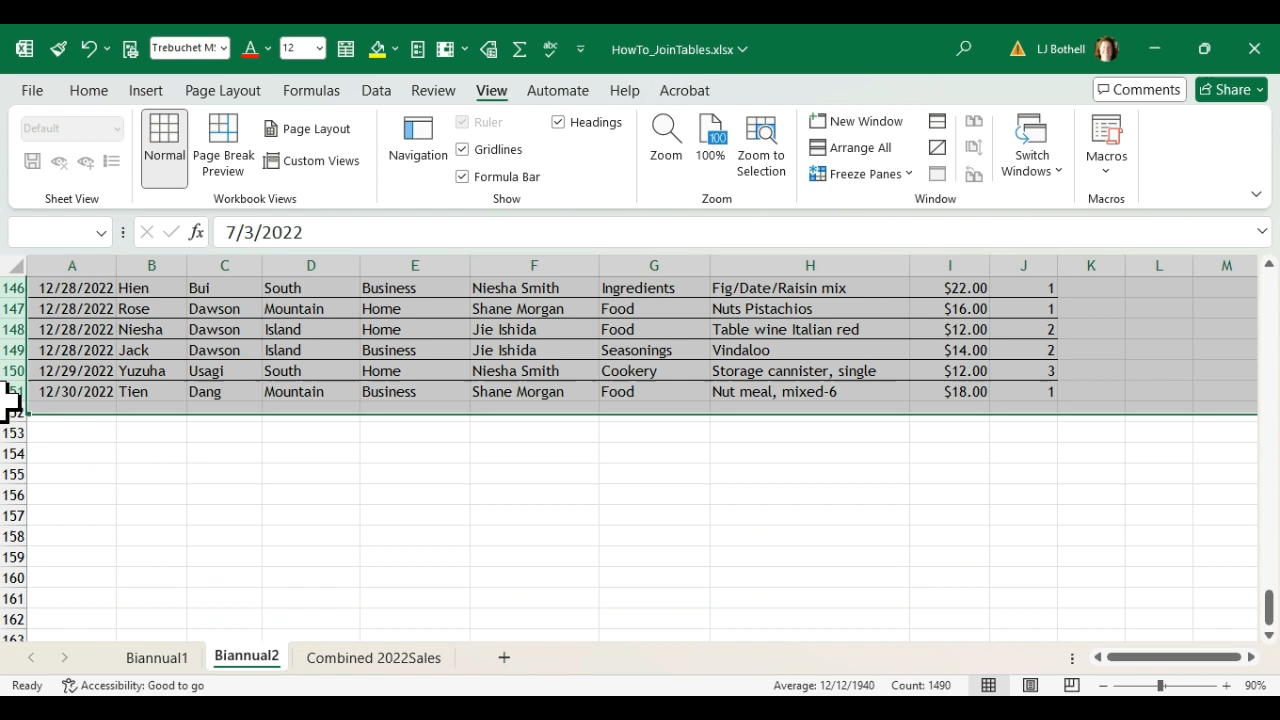 Trebuchet M: A 12 Σ abc HowTo_JoinTables.xlsx LJ Bothell
File Home Insert Page Layout Formulas Data Review View Automate Help Acrobat Comments Share
Default
Normal
Page Break Preview
Page Layout
Custom Views
Navigation
Ruler
Gridlines
Formula Bar
Headings
Zoom
100
100%
Zoom to Selection
New Window
Arrange All
Freeze Panes
Switch Windows
Macros
Sheet View Workbook Views Show Zoom Window Macros
fx 7/3/2022
A B C D E F G H I J K L M
146 12/28/2022 Hien Bui South Business Niesha Smith Ingredients Fig/Date/Raisin mix $22.00 1
147 12/28/2022 Rose Dawson Mountain Home Shane Morgan Food Nuts Pistachios $16.00 1
148 12/28/2022 Niesha Dawson Island Home Jie Ishida Food Table wine Italian red $12.00 2
149 12/28/2022 Jack Dawson Island Business Jie Ishida Seasonings Vindaloo $14.00 2
150 12/29/2022 Yuzuha Usagi South Home Niesha Smith Cookery Storage cannister, single $12.00 3
51 12/30/2022 Tien Dang Mountain Business Shane Morgan Food Nut meal, mixed-6 $18.00 1
153
154
155
156
157
158
159
160
161
162
163
Biannual1 Biannual2 Combined 2022Sales +
Ready Accessibility: Good to go Average: 12/12/1940 Count: 1490 90%